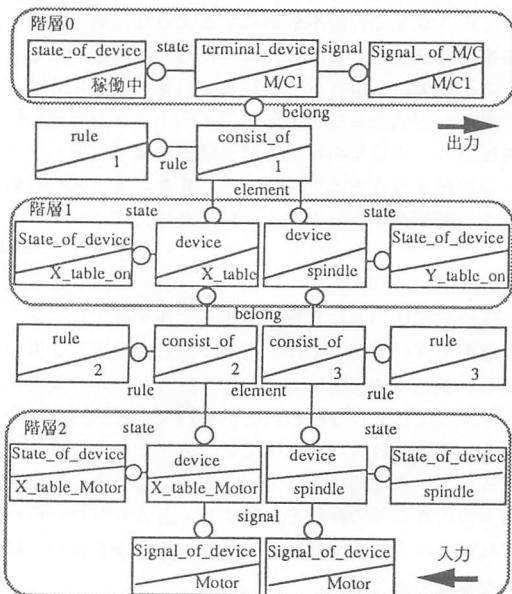 階層0
state_of_device
稼働中
state
terminal_device
M/C1
signal
Signal_of_M/C
M/C1
belong
出力
rule
1
rule
consist_of
1
element
階層1
state
state
State_of_device
X_table_on
device
X_table
device
spindle
State_of_device
Y_table_on
belong
rule
2
consist_of
2
consist_of
3
rule
3
rule
element
rule
階層2
state
state
State_of_device
X_table_Motor
device
X_table_Motor
device
spindle
State_of_device
spindle
signal
Signal_of_device
Motor
Signal_of_device
Motor
入力